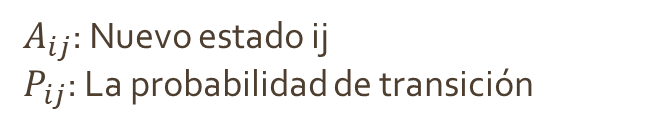 A_{ij}: Nuevo estado ij
P_{ij}: La probabilidad de transición